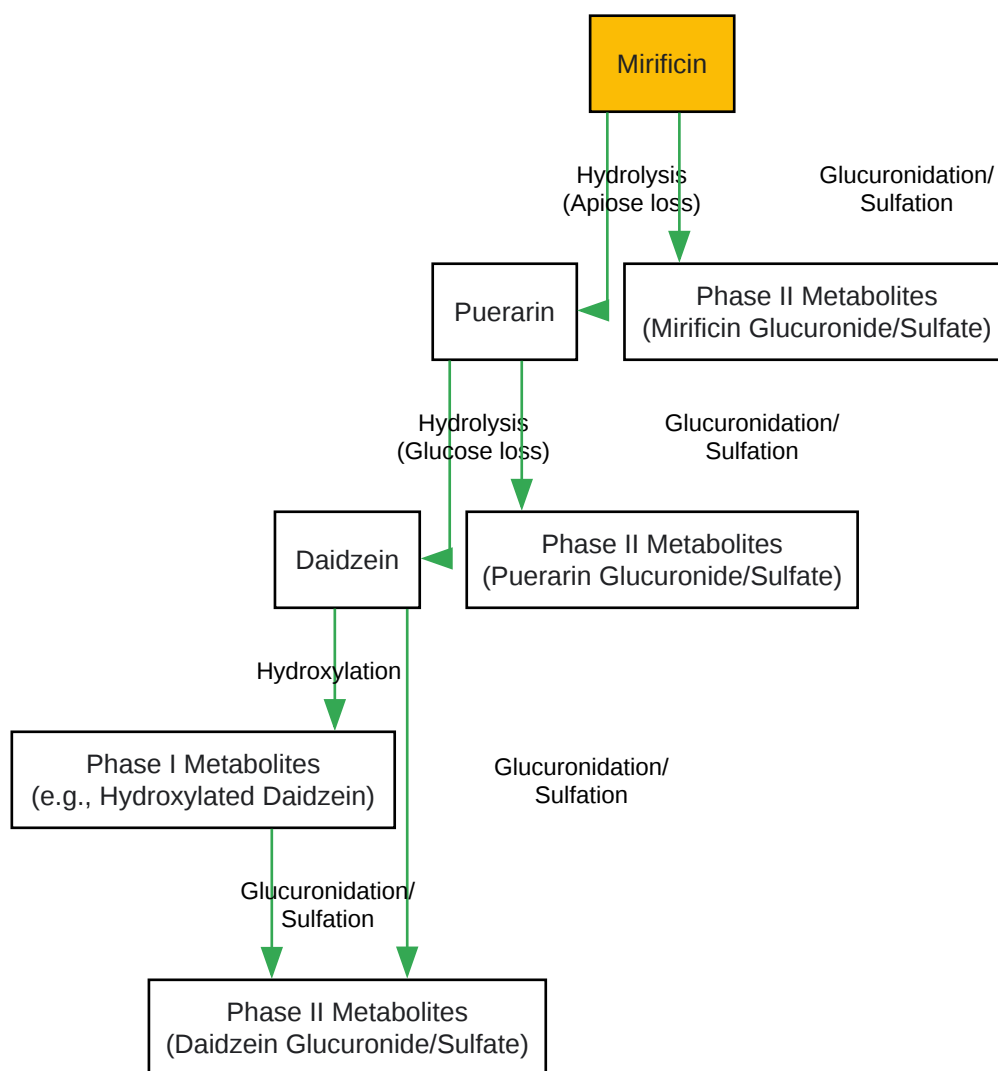 Mirificin
Hydrolysis
(Apiose loss)
Glucuronidation/
Sulfation
Puerarin
Phase II Metabolites
(Mirificin Glucuronide/Sulfate)
Hydrolysis
(Glucose loss)
Glucuronidation/
Sulfation
Daidzein
Phase II Metabolites
(Puerarin Glucuronide/Sulfate)
Hydroxylation
Phase I Metabolites
(e.g., Hydroxylated Daidzein)
Glucuronidation/
Sulfation
Glucuronidation/
Sulfation
Phase II Metabolites
(Daidzein Glucuronide/Sulfate)